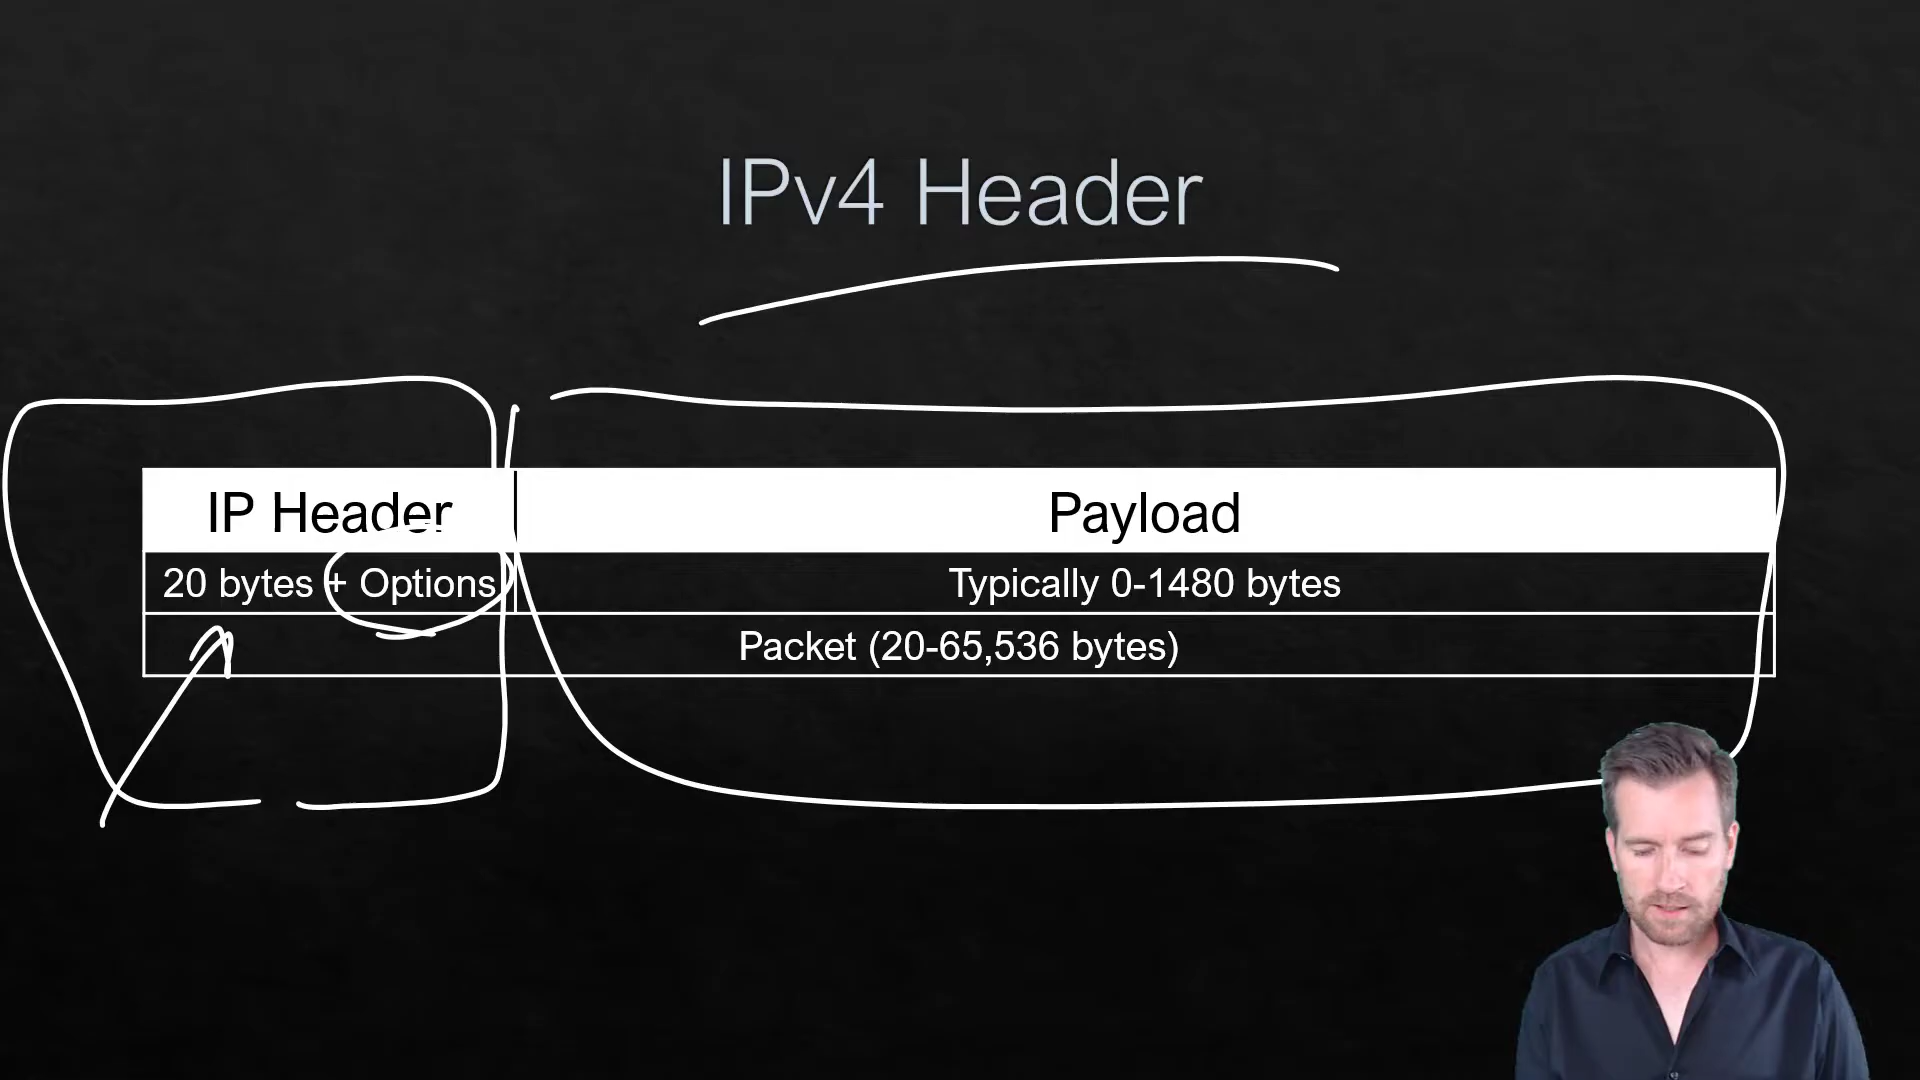 IPv4 Header
IP Header Payload
20 bytes + Options Typically 0-1480 bytes
Packet (20-65,536 bytes)